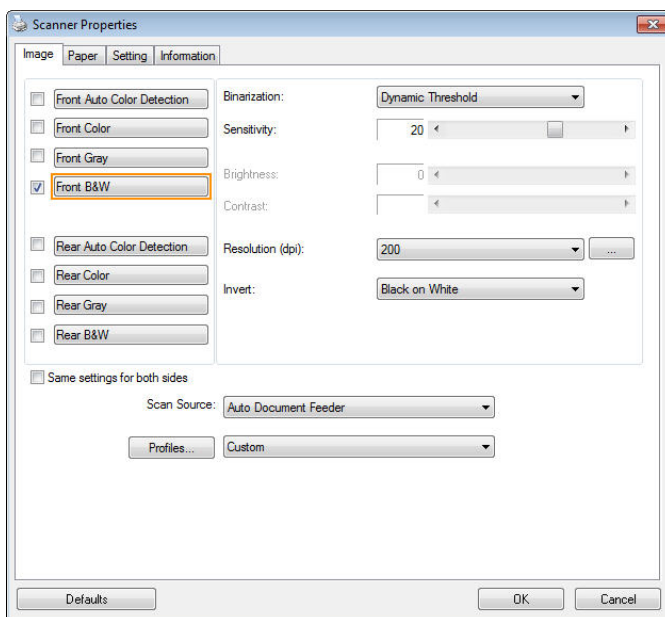 Scanner Properties
Image Paper Setting Information
Front Auto Color Detection
Front Color
Front Gray
Front B&W
Rear Auto Color Detection
Rear Color
Rear Gray
Rear B&W
Binarization: Dynamic Threshold
Sensitivity: 20
Brightness: 0
Contrast:
Resolution (dpi): 200 ...
Invert: Black on White
Same settings for both sides
Scan Source: Auto Document Feeder
Profiles... Custom
Defaults OK Cancel